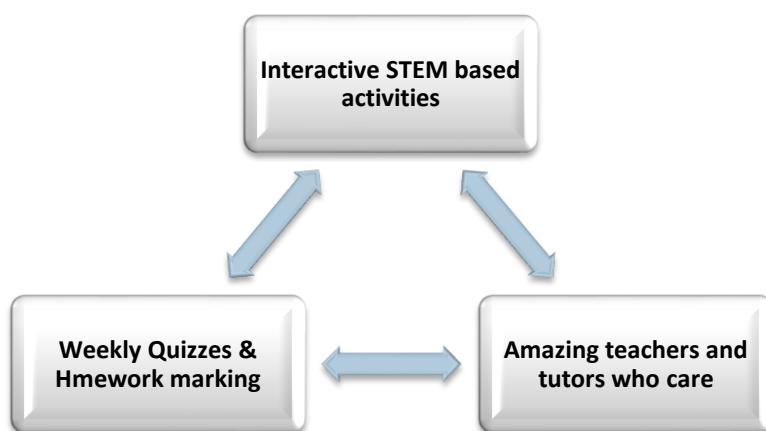 Interactive STEM based
activities
Weekly Quizzes &
Hmework marking
Amazing teachers and
tutors who care